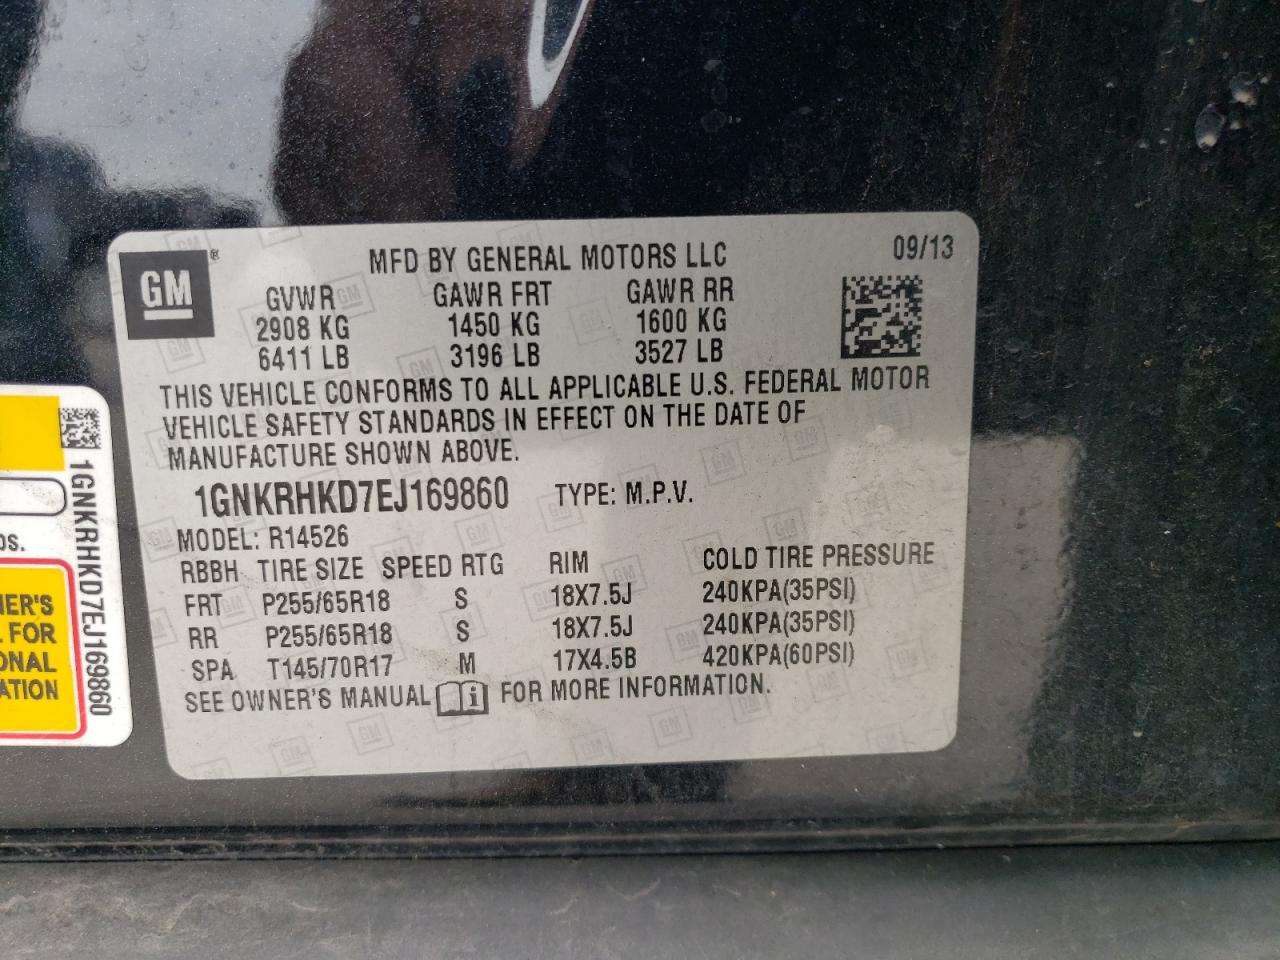 GM®
MFD BY GENERAL MOTORS LLC 09/13
GVWR GAWR FRT GAWR RR
2908 KG 1450 KG 1600 KG
6411 LB 3196 LB 3527 LB
THIS VEHICLE CONFORMS TO ALL APPLICABLE U.S. FEDERAL MOTOR
VEHICLE SAFETY STANDARDS IN EFFECT ON THE DATE OF
MANUFACTURE SHOWN ABOVE.
1GNKRHKD7EJ169860 TYPE: M.P.V.
MODEL: R14526
RBBH TIRE SIZE SPEED RTG RIM COLD TIRE PRESSURE
FRT P255/65R18 S 18X7.5J 240KPA(35PSI)
RR P255/65R18 S 18X7.5J 240KPA(35PSI)
SPA T145/70R17 M 17X4.5B 420KPA(60PSI)
SEE OWNER'S MANUAL i FOR MORE INFORMATION.
1GNKRHKD7EJ169860